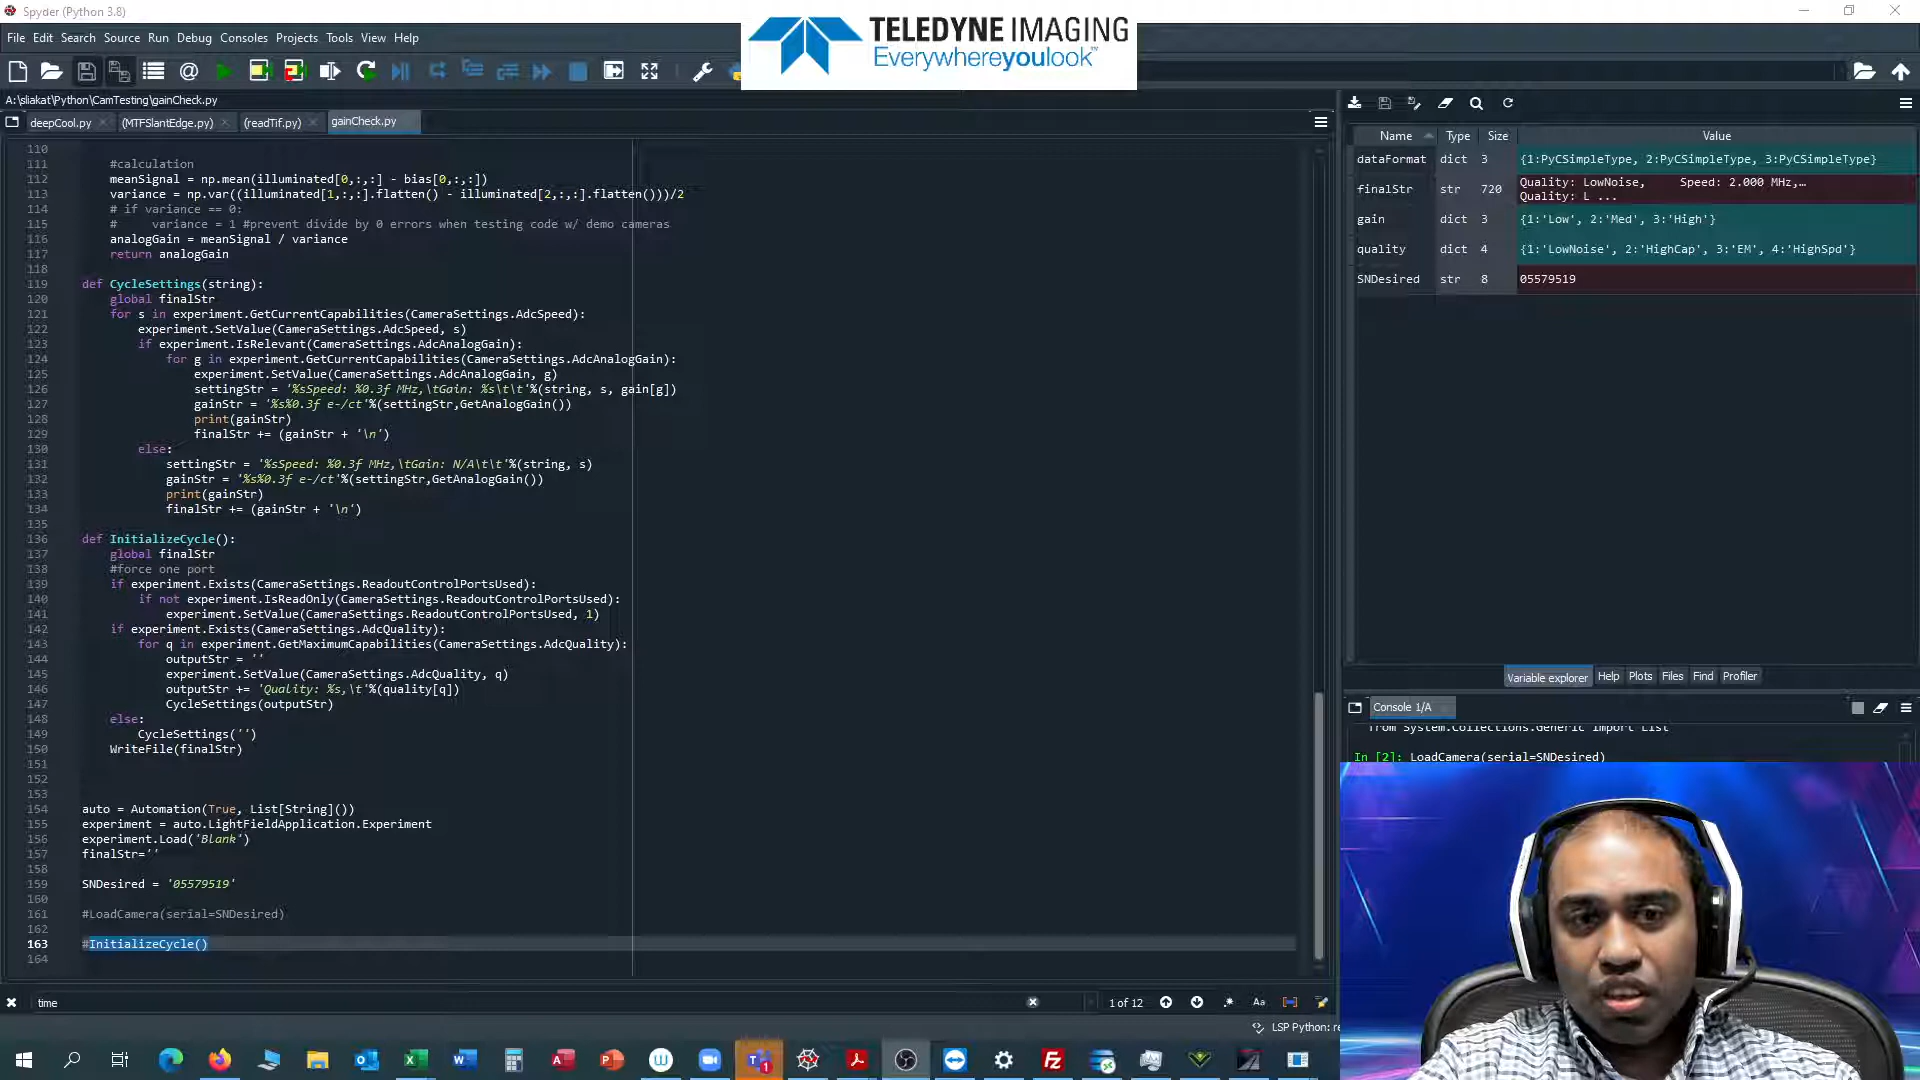 Spyder (Python 3.8)
File Edit Search Source Run Debug Consoles Projects Tools View Help
TELEDYNE IMAGING
Everywhereyoulook™
A:\sliakat\Python\CamTesting\gainCheck.py
deepCool.py (MTFSlantEdge.py) (readTif.py) gainCheck.py
110
111 #calculation
112 meanSignal = np.mean(illuminated[0,:,:] - bias[0,:,:])
113 variance = np.var((illuminated[1,:,:].flatten() - illuminated[2,:,:].flatten()))/2
114 # if variance == 0:
115 # variance = 1 #prevent divide by 0 errors when testing code w/ demo cameras
116 analogGain = meanSignal / variance
117 return analogGain
118
119 def CycleSettings(string):
120 global finalStr
121 for s in experiment.GetCurrentCapabilities(CameraSettings.AdcSpeed):
122 experiment.SetValue(CameraSettings.AdcSpeed, s)
123 if experiment.IsRelevant(CameraSettings.AdcAnalogGain):
124 for g in experiment.GetCurrentCapabilities(CameraSettings.AdcAnalogGain):
125 experiment.SetValue(CameraSettings.AdcAnalogGain, g)
126 settingStr = '%sSpeed: %0.3f MHz,\tGain: %s\t\t'%(string, s, gain[g])
127 gainStr = '%s%0.3f e-/ct'%(settingStr,GetAnalogGain())
128 print(gainStr)
129 finalStr += (gainStr + '\n')
130 else:
131 settingStr = '%sSpeed: %0.3f MHz,\tGain: N/A\t\t'%(string, s)
132 gainStr = '%s%0.3f e-/ct'%(settingStr,GetAnalogGain())
133 print(gainStr)
134 finalStr += (gainStr + '\n')
135
136 def InitializeCycle():
137 global finalStr
138 #force one port
139 if experiment.Exists(CameraSettings.ReadoutControlPortsUsed):
140 if not experiment.IsReadOnly(CameraSettings.ReadoutControlPortsUsed):
141 experiment.SetValue(CameraSettings.ReadoutControlPortsUsed, 1)
142 if experiment.Exists(CameraSettings.AdcQuality):
143 for q in experiment.GetMaximumCapabilities(CameraSettings.AdcQuality):
144 outputStr = ''
145 experiment.SetValue(CameraSettings.AdcQuality, q)
146 outputStr += 'Quality: %s,\t'%(quality[q])
147 CycleSettings(outputStr)
148 else:
149 CycleSettings('')
150 WriteFile(finalStr)
151
152
153
154 auto = Automation(True, List[String]())
155 experiment = auto.LightFieldApplication.Experiment
156 experiment.Load('Blank')
157 finalStr=''
158
159 SNDesired = '05579519'
160
161 #LoadCamera(serial=SNDesired)
162
163 #InitializeCycle()
164
time 1 of 12 Aa
LSP Python: re
Name Type Size Value
dataFormat dict 3 {1:PyCSimpleType, 2:PyCSimpleType, 3:PyCSimpleType}
finalStr str 720 Quality: LowNoise, Speed: 2.000 MHz,…
Quality: L ...
gain dict 3 {1:'Low', 2:'Med', 3:'High'}
quality dict 4 {1:'LowNoise', 2:'HighCap', 3:'EM', 4:'HighSpd'}
SNDesired str 8 05579519
Variable explorer Help Plots Files Find Profiler
Console 1/A
from System.Collections.Generic import List
In [2]: LoadCamera(serial=SNDesired)